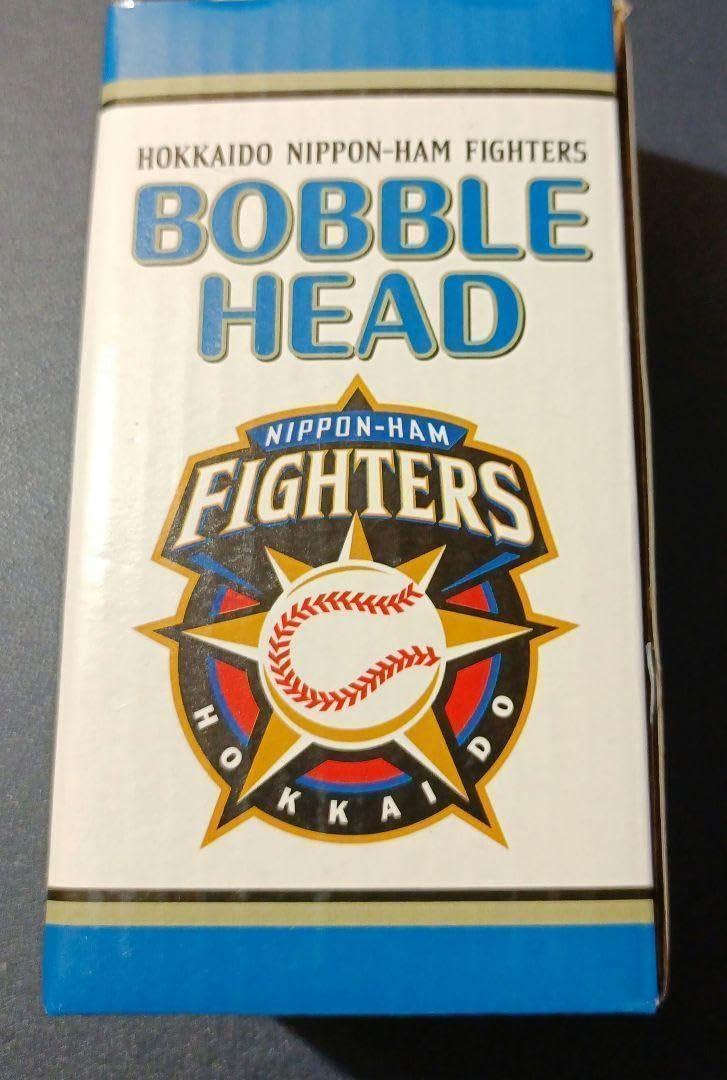 HOKKAIDO NIPPON-HAM FIGHTERS
BOBBLE
HEAD
NIPPON-HAM
FIGHTERS
HOKKAIDO